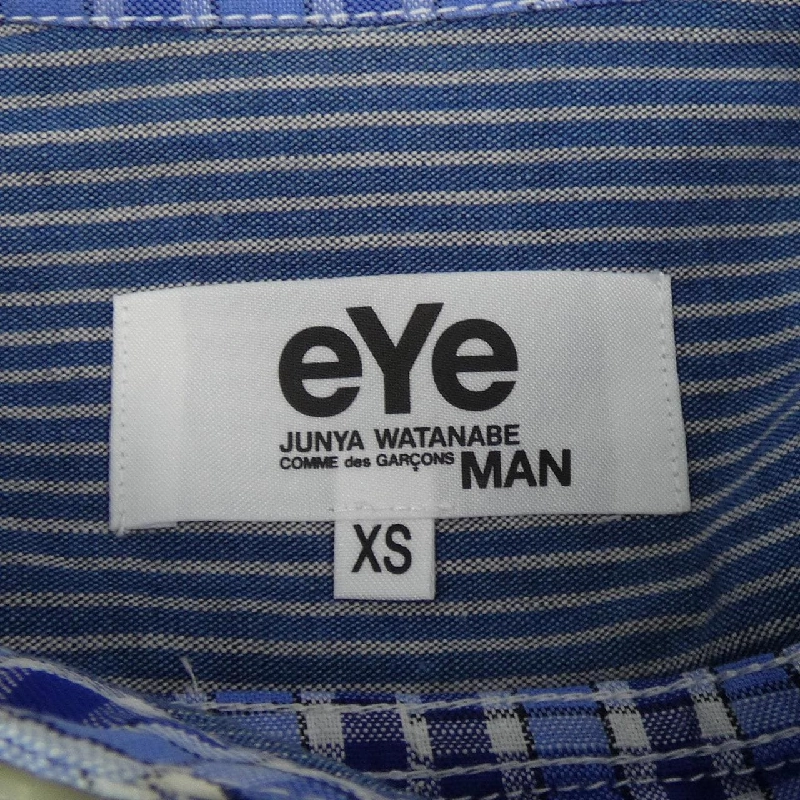 eYe
JUNYA WATANABE
COMME des GARÇONS MAN
XS